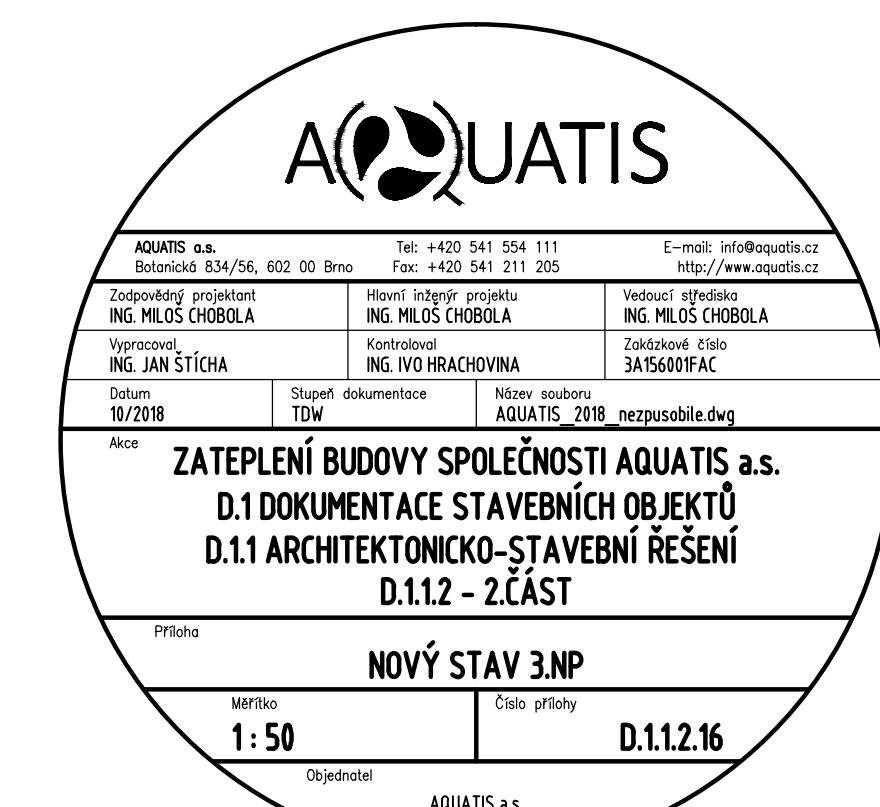 AQUATIS
AQUATIS a.s. Tel: +420 541 554 111 E-mail: info@aquatis.cz
Botanická 834/56, 602 00 Brno Fax: +420 541 211 205 http://www.aquatis.cz
Zodpovědný projektant Hlavní inženýr projektu Vedoucí střediska
ING. MILOŠ CHOBOLA ING. MILOŠ CHOBOLA ING. MILOŠ CHOBOLA
Vypracoval Kontroloval Zakázkové číslo
ING. JAN ŠTÍCHA ING. IVO HRACHOVINA 3A156001FAC
Datum Stupeň dokumentace Název souboru
10/2018 TDW AQUATIS_2018_nezpusobile.dwg
Akce
ZATEPLENÍ BUDOVY SPOLEČNOSTI AQUATIS a.s.
D.1 DOKUMENTACE STAVEBNÍCH OBJEKTŮ
D.1.1 ARCHITEKTONICKO-STAVEBNÍ ŘEŠENÍ
D.1.1.2 - 2.ČÁST
Příloha
NOVÝ STAV 3.NP
Měřítko Číslo přílohy
1 : 50 D.1.1.2.16
Objednatel
AQUATIS a.s.